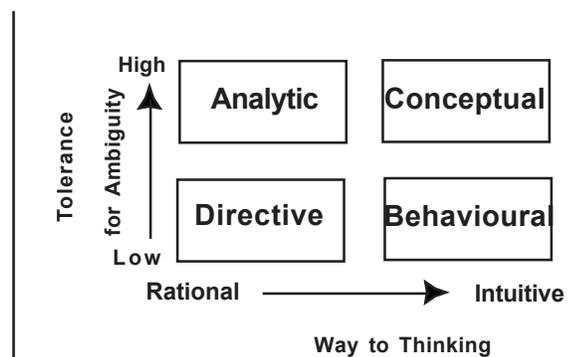 High
Analytic
Conceptual
Tolerance
for Ambiguity
Directive
Behavioural
Low
Rational
Intuitive
Way to Thinking